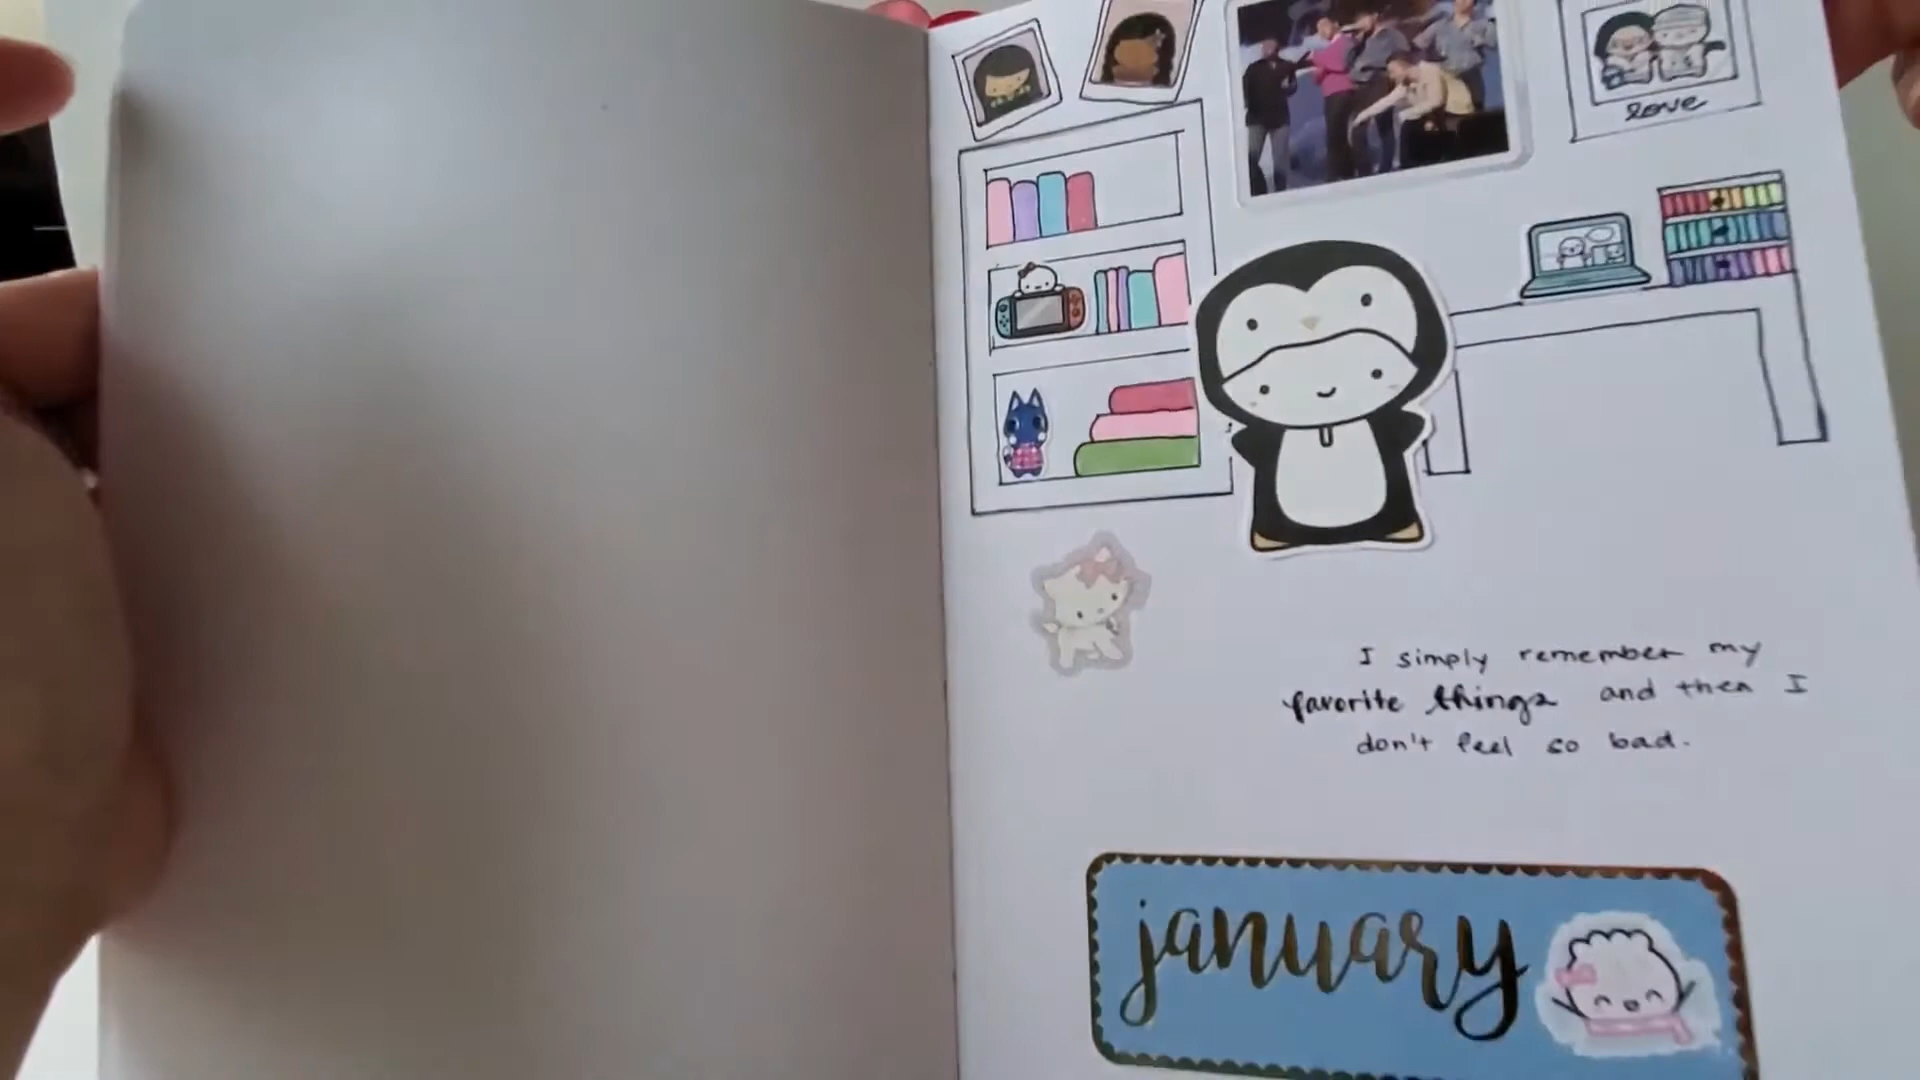 love
I simply remember my
favorite things and then I
don't feel so bad.
january